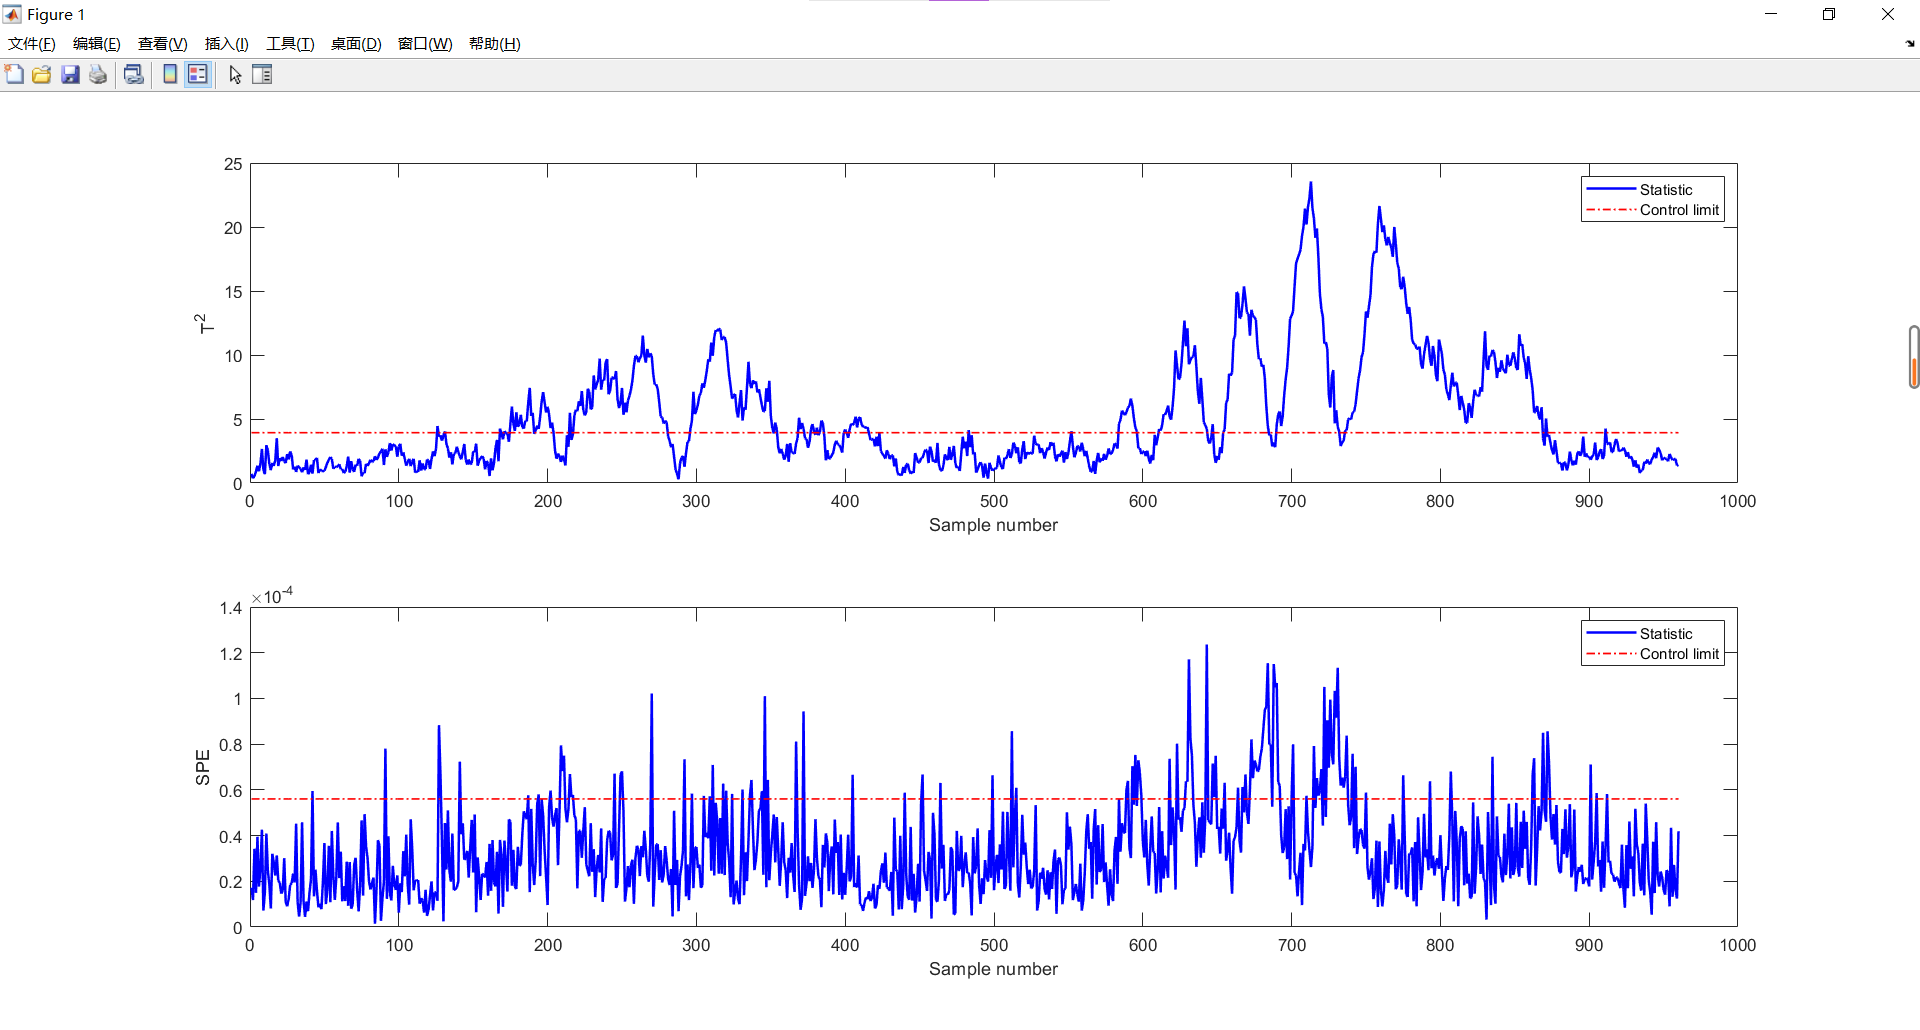 Figure 1
文件(F) 编辑(E) 查看(V) 插入(I) 工具(T) 桌面(D) 窗口(W) 帮助(H)
25
20
15
10
5
0
T²
0 100 200 300 400 500 600 700 800 900 1000
Sample number
Statistic
Control limit
×10⁻⁴
1.4
1.2
1
0.8
0.6
0.4
0.2
0
SPE
0 100 200 300 400 500 600 700 800 900 1000
Sample number
Statistic
Control limit